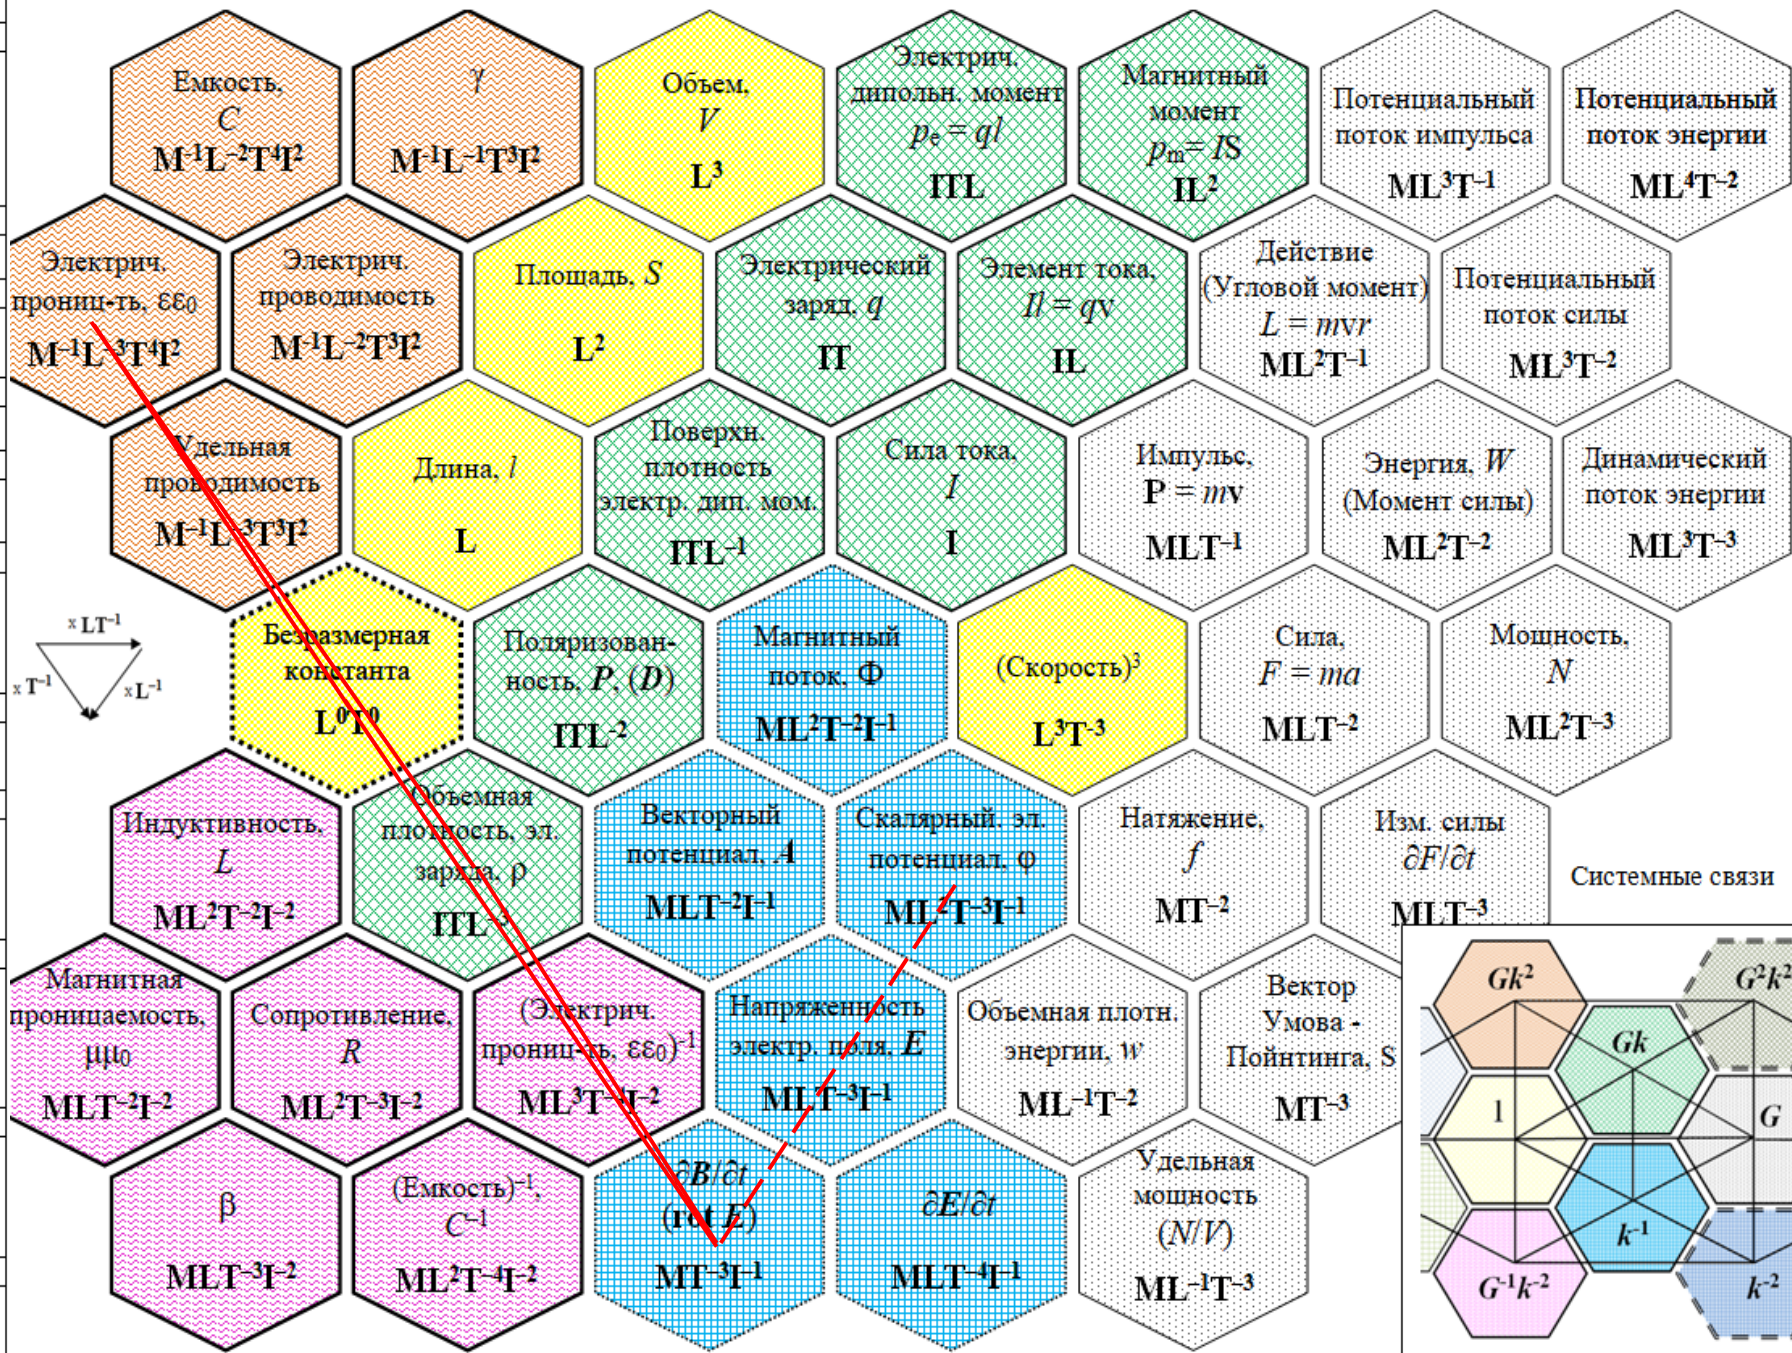 Емкость,
C
M⁻¹L⁻²T⁴I²
γ
M⁻¹L⁻¹T³I²
Объем,
V
L³
Электрич.
дипольн. момент
pₑ = ql
ITL
Магнитный
момент
pₘ= IS
IL²
Потенциальный
поток импульса
ML³T⁻¹
Потенциальный
поток энергии
ML⁴T⁻²
Электрич.
прониц-ть, εε₀
M⁻¹L⁻³T⁴I²
Электрич.
проводимость
M⁻¹L⁻²T³I²
Площадь, S
L²
Электрический
заряд, q
IT
Элемент тока,
Il = qv
IL
Действие
(Угловой момент)
L = mvr
ML²T⁻¹
Потенциальный
поток силы
ML³T⁻²
Удельная
проводимость
M⁻¹L⁻³T³I²
Длина, l
L
Поверхн.
плотность
электр. дип. мом.
ITL⁻¹
Сила тока,
I
I
Импульс,
P = mv
MLT⁻¹
Энергия, W
(Момент силы)
ML²T⁻²
Динамический
поток энергии
ML³T⁻³
x LT⁻¹
x T⁻¹
x L⁻¹
Безразмерная
константа
L⁰T⁰
Поляризован-
ность, P, (D)
ITL⁻²
Магнитный
поток, Φ
ML²T⁻²I⁻¹
(Скорость)³
L³T⁻³
Сила,
F = ma
MLT⁻²
Мощность,
N
ML²T⁻³
Индуктивность,
L
ML²T⁻²I⁻²
Объемная
плотность, эл.
заряда, ρ
ITL⁻³
Векторный
потенциал, A
MLT⁻²I⁻¹
Скалярный. эл.
потенциал, φ
ML²T⁻³I⁻¹
Натяжение,
f
MT⁻²
Изм. силы
∂F/∂t
MLT⁻³
Системные связи
Магнитная
проницаемость,
μμ₀
MLT⁻²I⁻²
Сопротивление,
R
ML²T⁻³I⁻²
(Электрич.
прониц-ть, εε₀)⁻¹
ML³T⁻⁴I⁻²
Напряженность
электр. поля, E
MLT⁻³I⁻¹
Объемная плотн.
энергии, w
ML⁻¹T⁻²
Вектор
Умова -
Пойнтинга, S
MT⁻³
β
MLT⁻³I⁻²
(Емкость)⁻¹,
C⁻¹
ML²T⁻⁴I⁻²
∂B/∂t
(rot E)
MT⁻³I⁻¹
∂E/∂t
MLT⁻⁴I⁻¹
Удельная
мощность
(N/V)
ML⁻¹T⁻³
Gk²
G²k²
Gk
1
G
k⁻¹
G⁻¹k⁻²
k⁻²